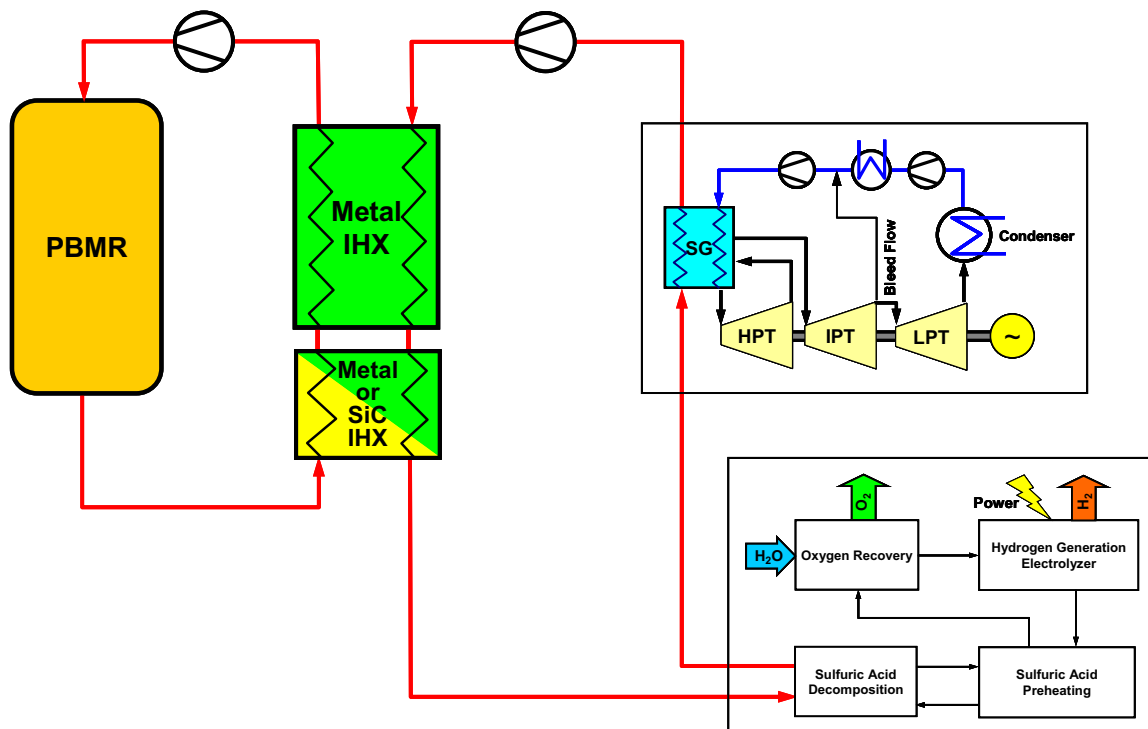 PBMR
Metal
IHX
Metal
or
SiC
IHX
SG
Bleed Flow
Condenser
HPT
IPT
LPT
~
O₂
Power
H₂
H₂O
Oxygen Recovery
Hydrogen Generation
Electrolyzer
Sulfuric Acid
Decomposition
Sulfuric Acid
Preheating